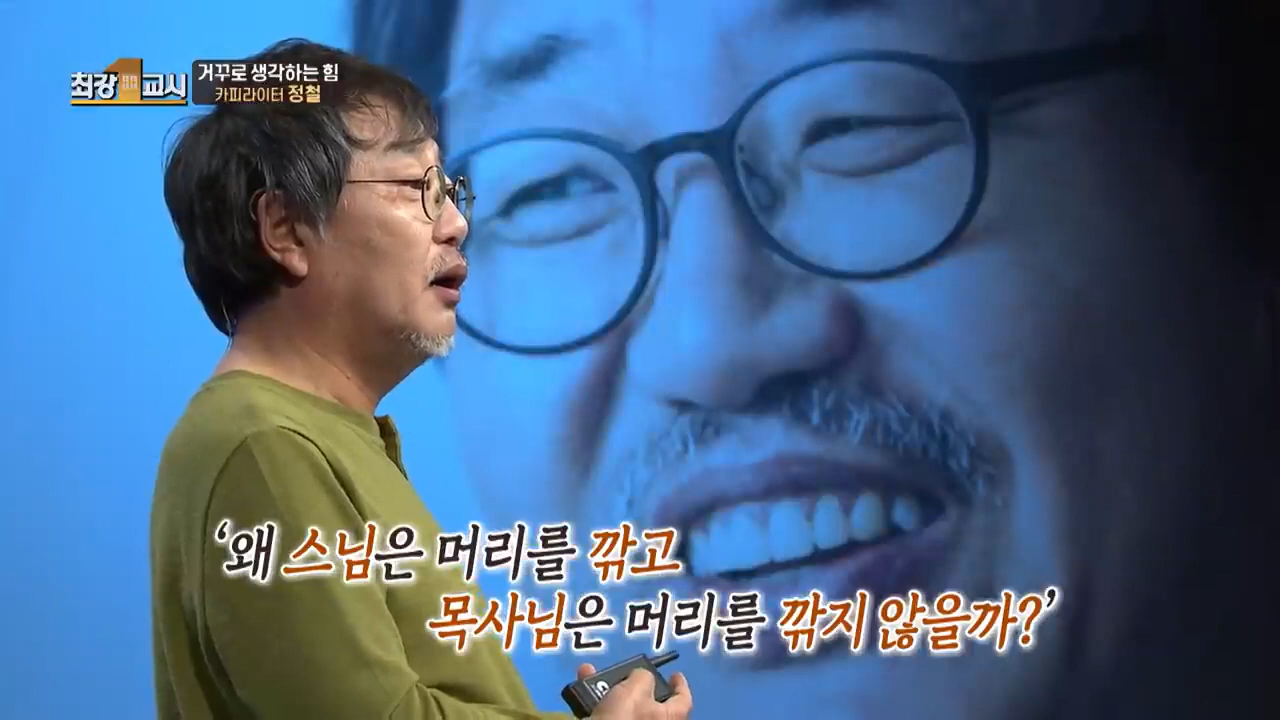 최강1교시
거꾸로 생각하는 힘
카피라이터 정철
‘왜 스님은 머리를 깎고
목사님은 머리를 깎지 않을까?’